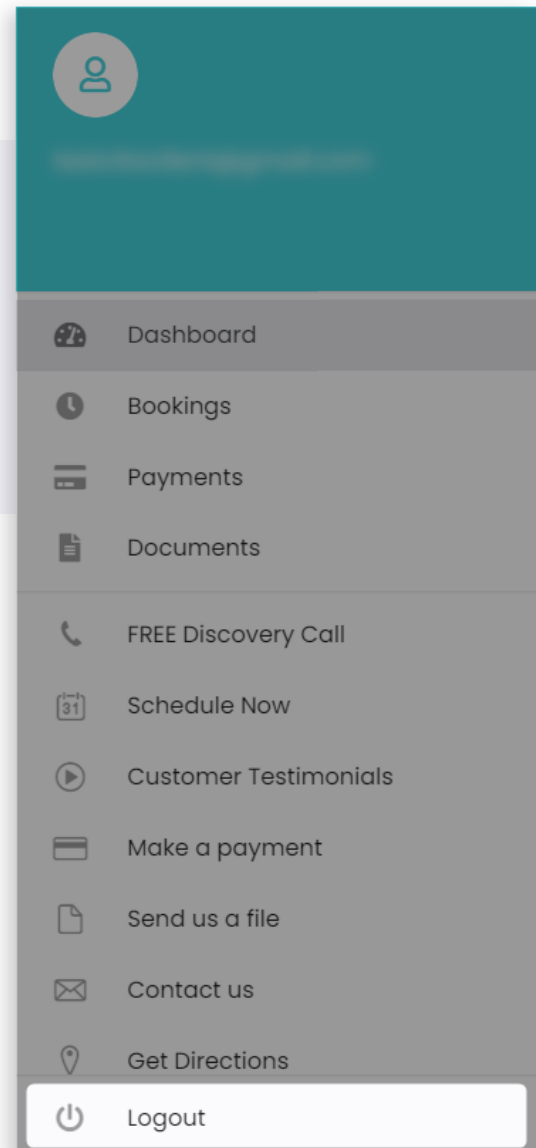 Dashboard
Bookings
Payments
Documents
FREE Discovery Call
31
Schedule Now
Customer Testimonials
Make a payment
Send us a file
Contact us
Get Directions
Logout